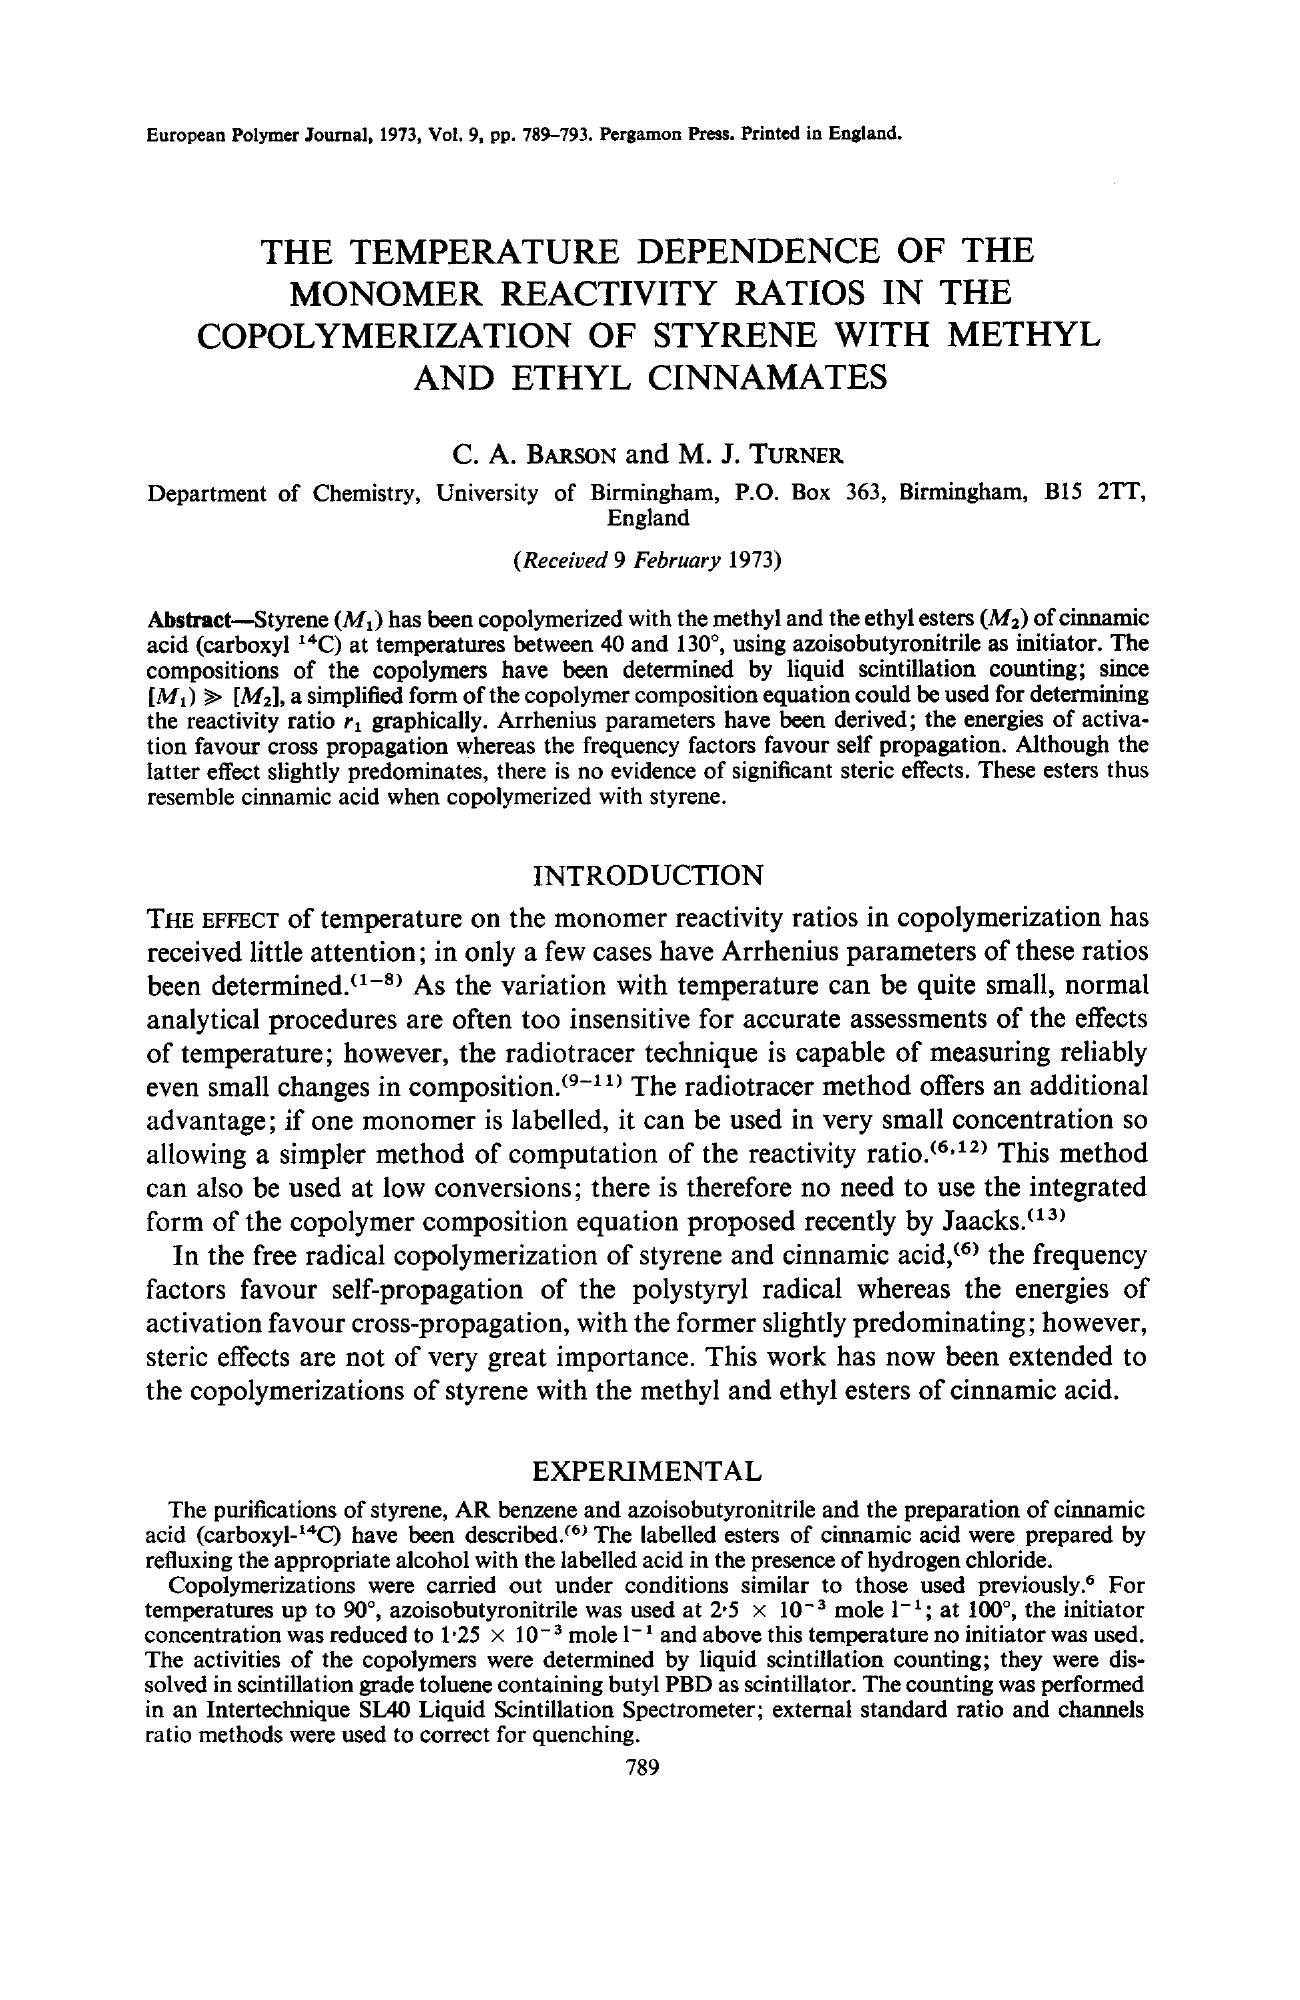 European Polymer Journal, 1973, Vol. 9, pp. 789–793. Pergamon Press. Printed in England.
THE TEMPERATURE DEPENDENCE OF THE
MONOMER REACTIVITY RATIOS IN THE
COPOLYMERIZATION OF STYRENE WITH METHYL
AND ETHYL CINNAMATES
C. A. BARSON and M. J. TURNER
Department of Chemistry, University of Birmingham, P.O. Box 363, Birmingham, B15 2TT,
England
(Received 9 February 1973)
Abstract—Styrene (M₁) has been copolymerized with the methyl and the ethyl esters (M₂) of cinnamic
acid (carboxyl ¹⁴C) at temperatures between 40 and 130°, using azoisobutyronitrile as initiator. The
compositions of the copolymers have been determined by liquid scintillation counting; since
[M₁) ≫ [M₂], a simplified form of the copolymer composition equation could be used for determining
the reactivity ratio r₁ graphically. Arrhenius parameters have been derived; the energies of activa-
tion favour cross propagation whereas the frequency factors favour self propagation. Although the
latter effect slightly predominates, there is no evidence of significant steric effects. These esters thus
resemble cinnamic acid when copolymerized with styrene.
INTRODUCTION
THE EFFECT of temperature on the monomer reactivity ratios in copolymerization has
received little attention; in only a few cases have Arrhenius parameters of these ratios
been determined.⁽¹⁻⁸⁾ As the variation with temperature can be quite small, normal
analytical procedures are often too insensitive for accurate assessments of the effects
of temperature; however, the radiotracer technique is capable of measuring reliably
even small changes in composition.⁽⁹⁻¹¹⁾ The radiotracer method offers an additional
advantage; if one monomer is labelled, it can be used in very small concentration so
allowing a simpler method of computation of the reactivity ratio.⁽⁶,¹²⁾ This method
can also be used at low conversions; there is therefore no need to use the integrated
form of the copolymer composition equation proposed recently by Jaacks.⁽¹³⁾
In the free radical copolymerization of styrene and cinnamic acid,⁽⁶⁾ the frequency
factors favour self-propagation of the polystyryl radical whereas the energies of
activation favour cross-propagation, with the former slightly predominating; however,
steric effects are not of very great importance. This work has now been extended to
the copolymerizations of styrene with the methyl and ethyl esters of cinnamic acid.
EXPERIMENTAL
The purifications of styrene, AR benzene and azoisobutyronitrile and the preparation of cinnamic
acid (carboxyl-¹⁴C) have been described.⁽⁶⁾ The labelled esters of cinnamic acid were prepared by
refluxing the appropriate alcohol with the labelled acid in the presence of hydrogen chloride.
Copolymerizations were carried out under conditions similar to those used previously.⁶ For
temperatures up to 90°, azoisobutyronitrile was used at 2·5 × 10⁻³ mole l⁻¹; at 100°, the initiator
concentration was reduced to 1·25 × 10⁻³ mole l⁻¹ and above this temperature no initiator was used.
The activities of the copolymers were determined by liquid scintillation counting; they were dis-
solved in scintillation grade toluene containing butyl PBD as scintillator. The counting was performed
in an Intertechnique SL40 Liquid Scintillation Spectrometer; external standard ratio and channels
ratio methods were used to correct for quenching.
789